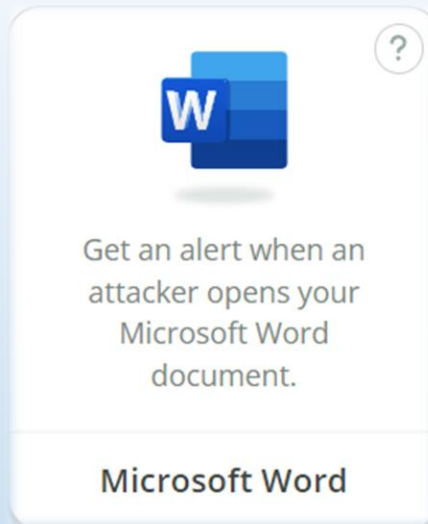 ?
W
Get an alert when an
attacker opens your
Microsoft Word
document.
Microsoft Word